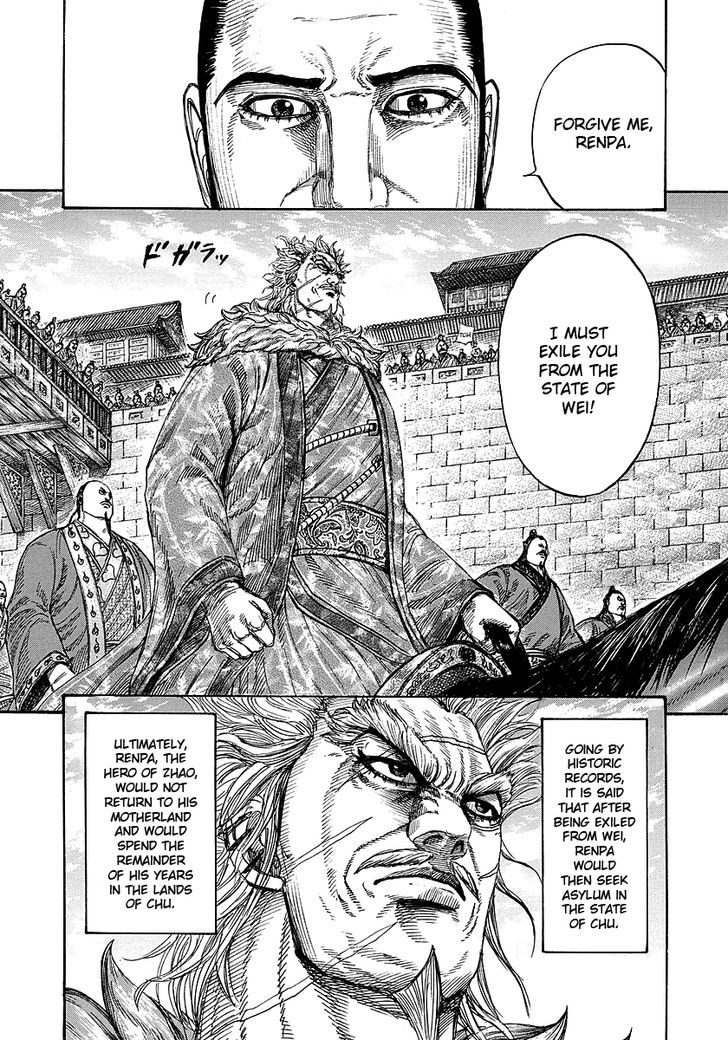 FORGIVE ME,
RENPA.
ドガラッ
I MUST
EXILE YOU
FROM THE
STATE OF
WEI!
GOING BY
HISTORIC
RECORDS,
IT IS SAID
THAT AFTER
BEING EXILED
FROM WEI,
RENPA
WOULD
THEN SEEK
ASYLUM IN
THE STATE
OF CHU.
ULTIMATELY,
RENPA, THE
HERO OF ZHAO,
WOULD NOT
RETURN TO HIS
MOTHERLAND
AND WOULD
SPEND THE
REMAINDER
OF HIS YEARS
IN THE LANDS
OF CHU.